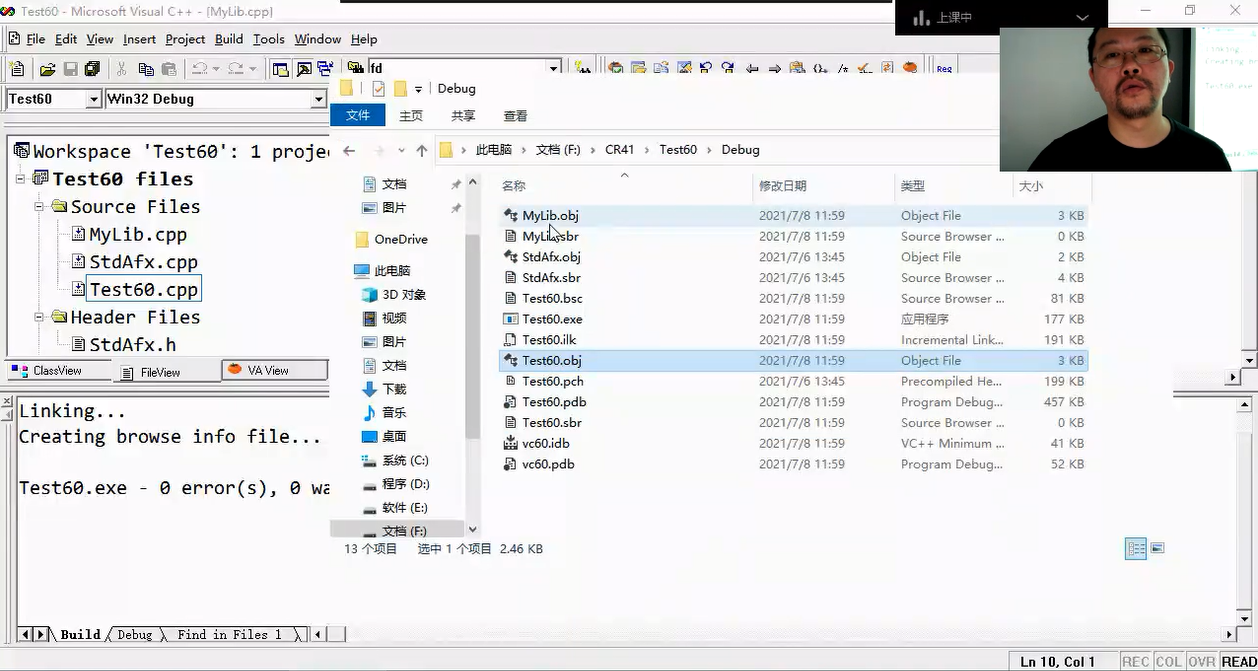 Test60 - Microsoft Visual C++ - [MyLib.cpp]
上课中
File Edit View Insert Project Build Tools Window Help
fd
Reg
Test60 Win32 Debug
Debug
文件 主页 共享 查看
此电脑 › 文档 (F:) › CR41 › Test60 › Debug
Workspace 'Test60': 1 proje
Test60 files
Source Files
MyLib.cpp
StdAfx.cpp
Test60.cpp
Header Files
StdAfx.h
ClassView FileView VA View
文档
图片
OneDrive
此电脑
3D 对象
视频
图片
文档
下载
音乐
桌面
系统 (C:)
程序 (D:)
软件 (E:)
文档 (F:)
名称 修改日期 类型 大小
MyLib.obj 2021/7/8 11:59 Object File 3 KB
MyLib.sbr 2021/7/8 11:59 Source Browser ... 0 KB
StdAfx.obj 2021/7/6 13:45 Object File 2 KB
StdAfx.sbr 2021/7/6 13:45 Source Browser ... 4 KB
Test60.bsc 2021/7/8 11:59 Source Browser ... 81 KB
Test60.exe 2021/7/8 11:59 应用程序 177 KB
Test60.ilk 2021/7/8 11:59 Incremental Link... 191 KB
Test60.obj 2021/7/8 11:59 Object File 3 KB
Test60.pch 2021/7/6 13:45 Precompiled He... 199 KB
Test60.pdb 2021/7/8 11:59 Program Debug... 457 KB
Test60.sbr 2021/7/8 11:59 Source Browser ... 0 KB
vc60.idb 2021/7/8 11:59 VC++ Minimum ... 41 KB
vc60.pdb 2021/7/8 11:59 Program Debug... 52 KB
13 个项目 选中 1 个项目 2.46 KB
Linking...
Creating browse info file...
Test60.exe - 0 error(s), 0 wa
Build Debug Find in Files 1
Ln 10, Col 1 REC COL OVR READ